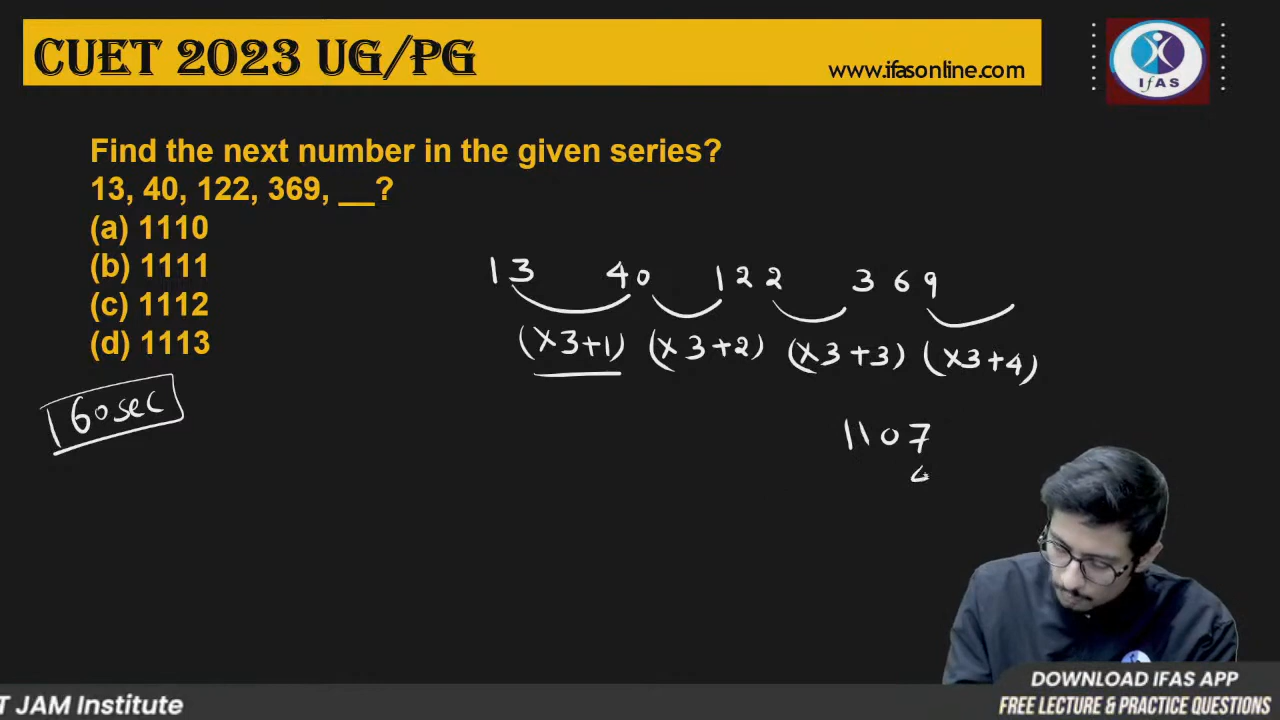 CUET 2023 UG/PG
www.ifasonline.com
IfAS
Find the next number in the given series?
13, 40, 122, 369, __?
(a) 1110
(b) 1111
(c) 1112
(d) 1113
13 40 122 369
(×3+1) (×3+2) (×3+3) (×3+4)
60sec
1107
DOWNLOAD IFAS APP
FREE LECTURE & PRACTICE QUESTIONS
T JAM Institute